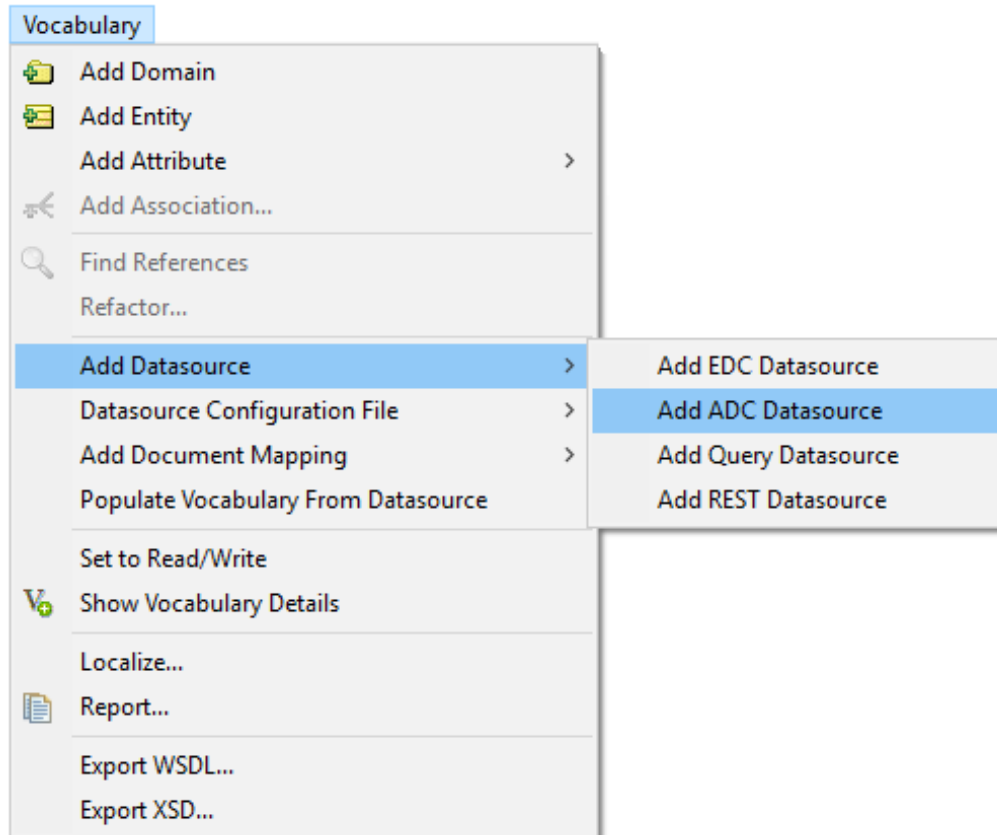 Vocabulary
Add Domain
Add Entity
Add Attribute
Add Association...
Find References
Refactor...
Add Datasource
Datasource Configuration File
Add Document Mapping
Populate Vocabulary From Datasource
Set to Read/Write
Show Vocabulary Details
Localize...
Report...
Export WSDL...
Export XSD...
Add EDC Datasource
Add ADC Datasource
Add Query Datasource
Add REST Datasource